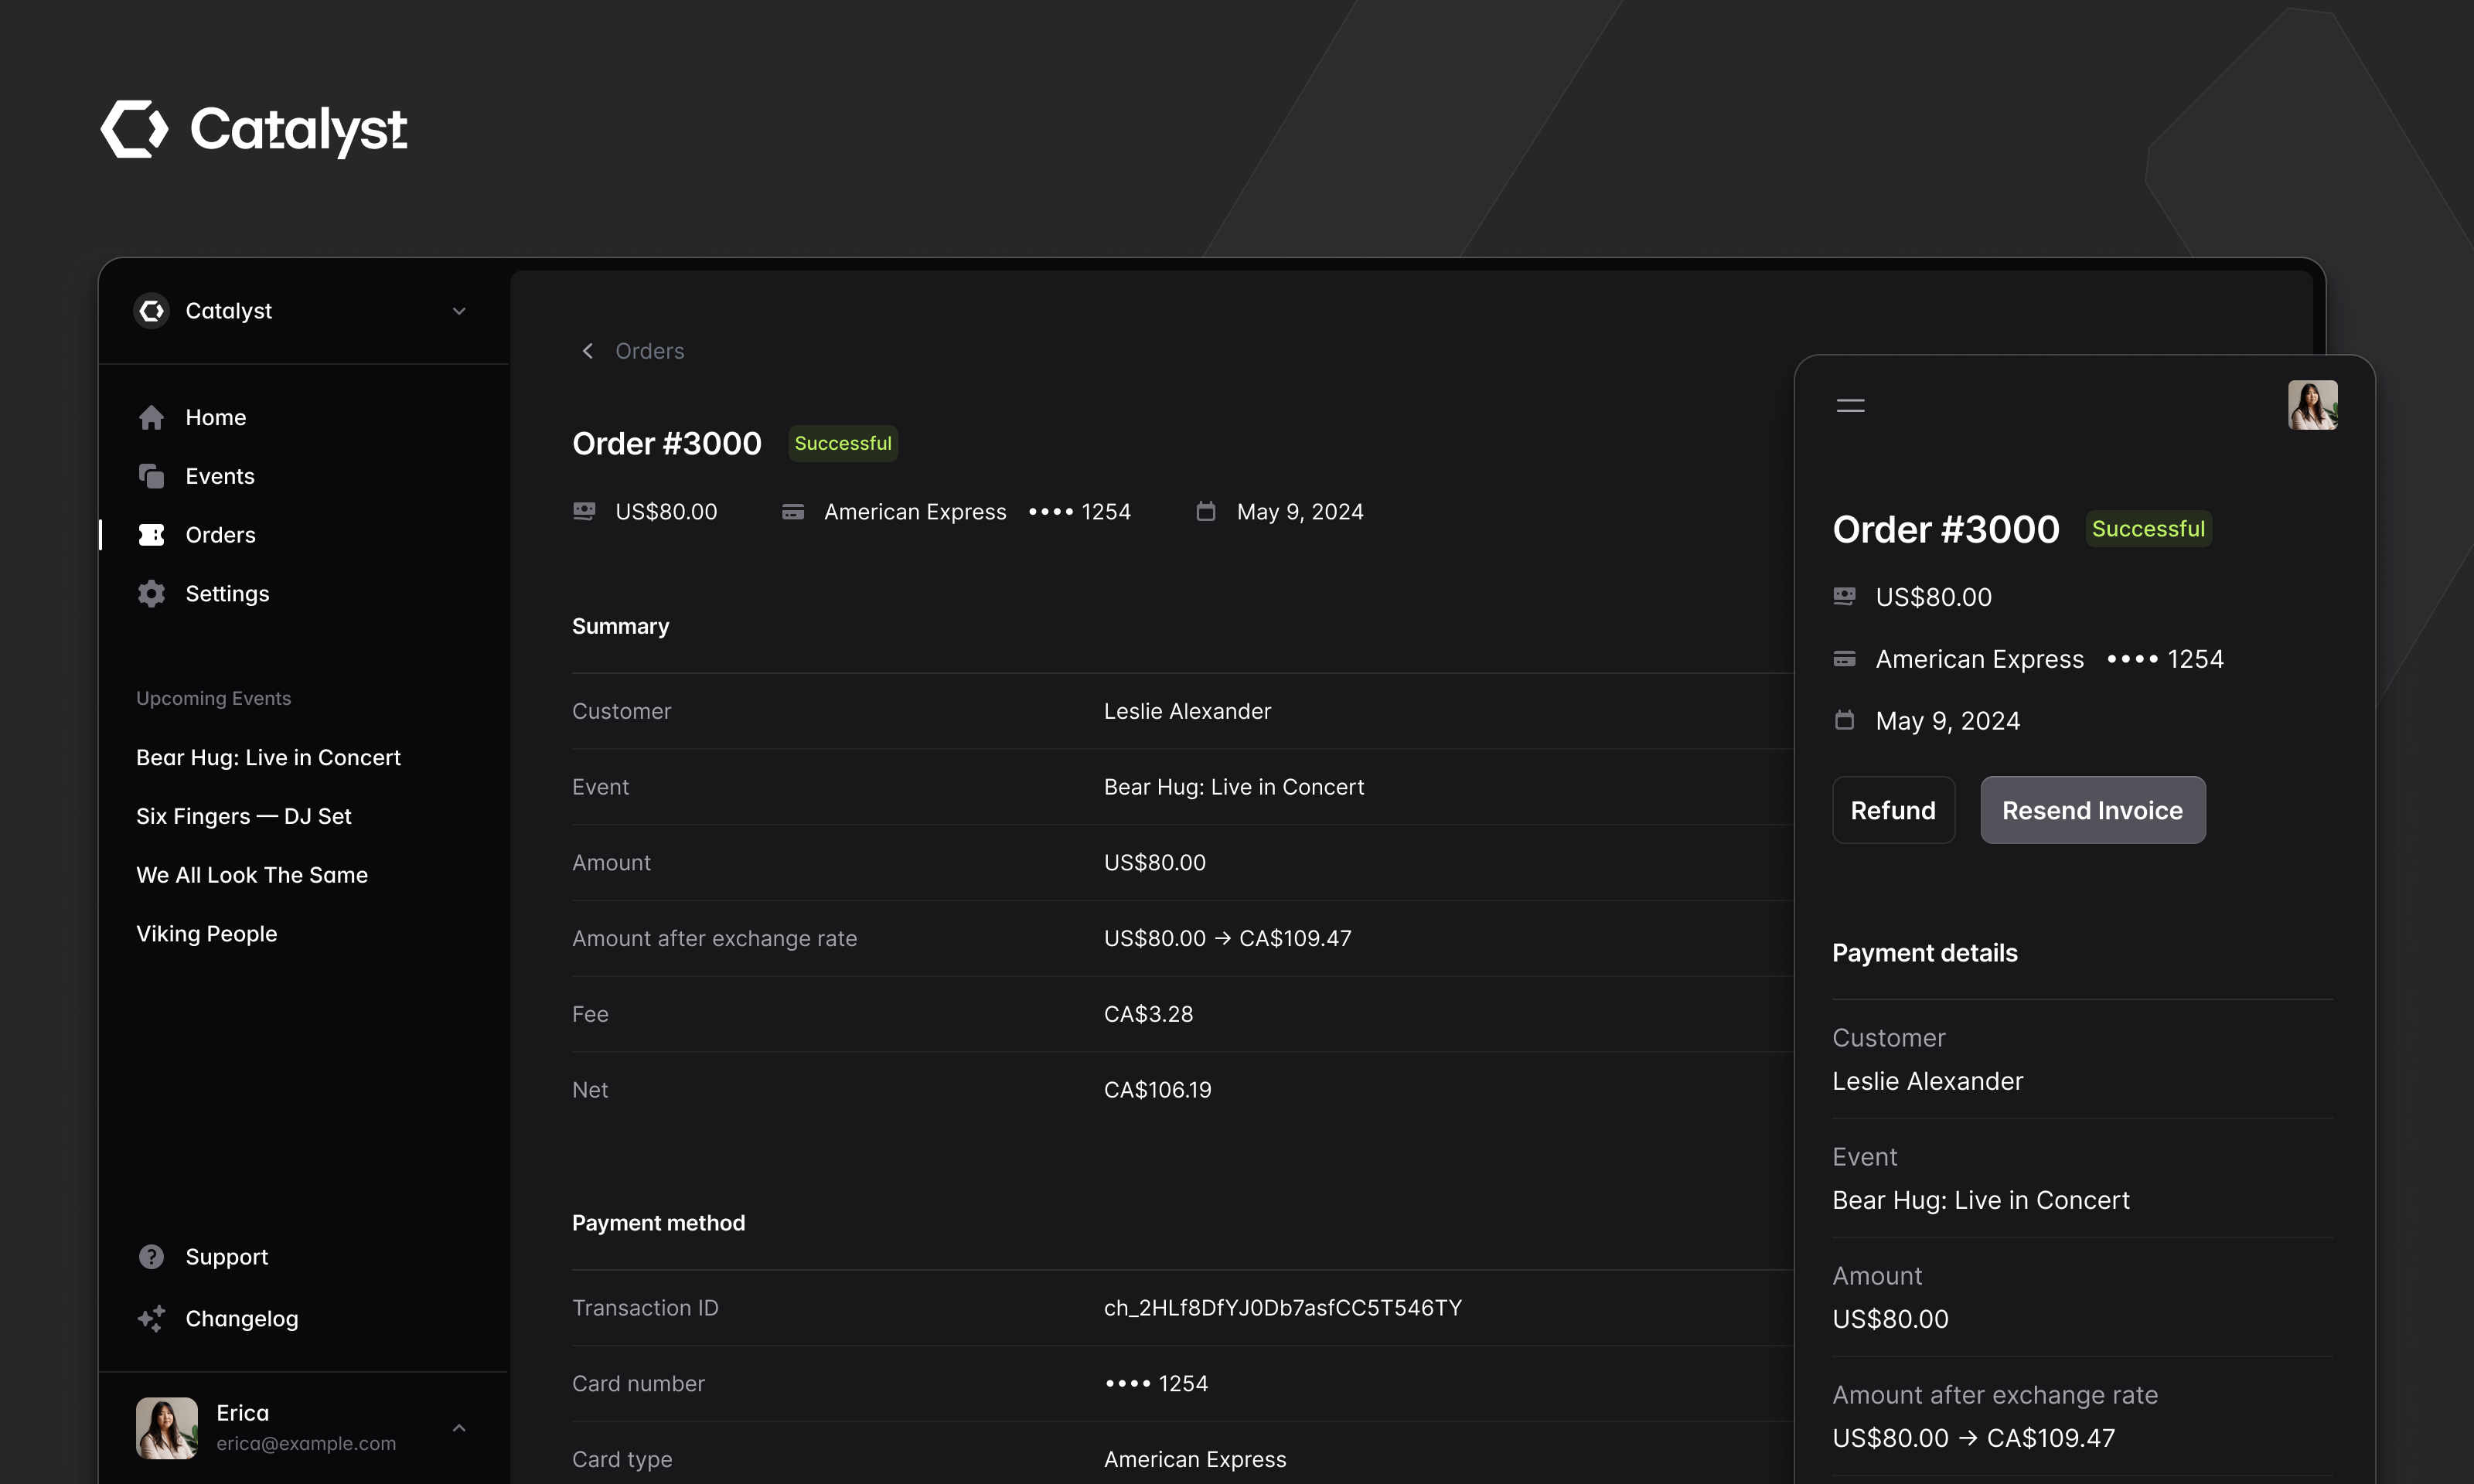 Catalyst
Catalyst
Home
Events
Orders
Settings
Upcoming Events
Bear Hug: Live in Concert
Six Fingers — DJ Set
We All Look The Same
Viking People
Support
Changelog
Erica
erica@example.com
Orders
Order #3000 Successful
US$80.00 American Express •••• 1254 May 9, 2024
Summary
Customer Leslie Alexander
Event Bear Hug: Live in Concert
Amount US$80.00
Amount after exchange rate US$80.00 → CA$109.47
Fee CA$3.28
Net CA$106.19
Payment method
Transaction ID ch_2HLf8DfYJ0Db7asfCC5T546TY
Card number •••• 1254
Card type American Express
Order #3000 Successful
US$80.00
American Express •••• 1254
May 9, 2024
Refund Resend Invoice
Payment details
Customer
Leslie Alexander
Event
Bear Hug: Live in Concert
Amount
US$80.00
Amount after exchange rate
US$80.00 → CA$109.47